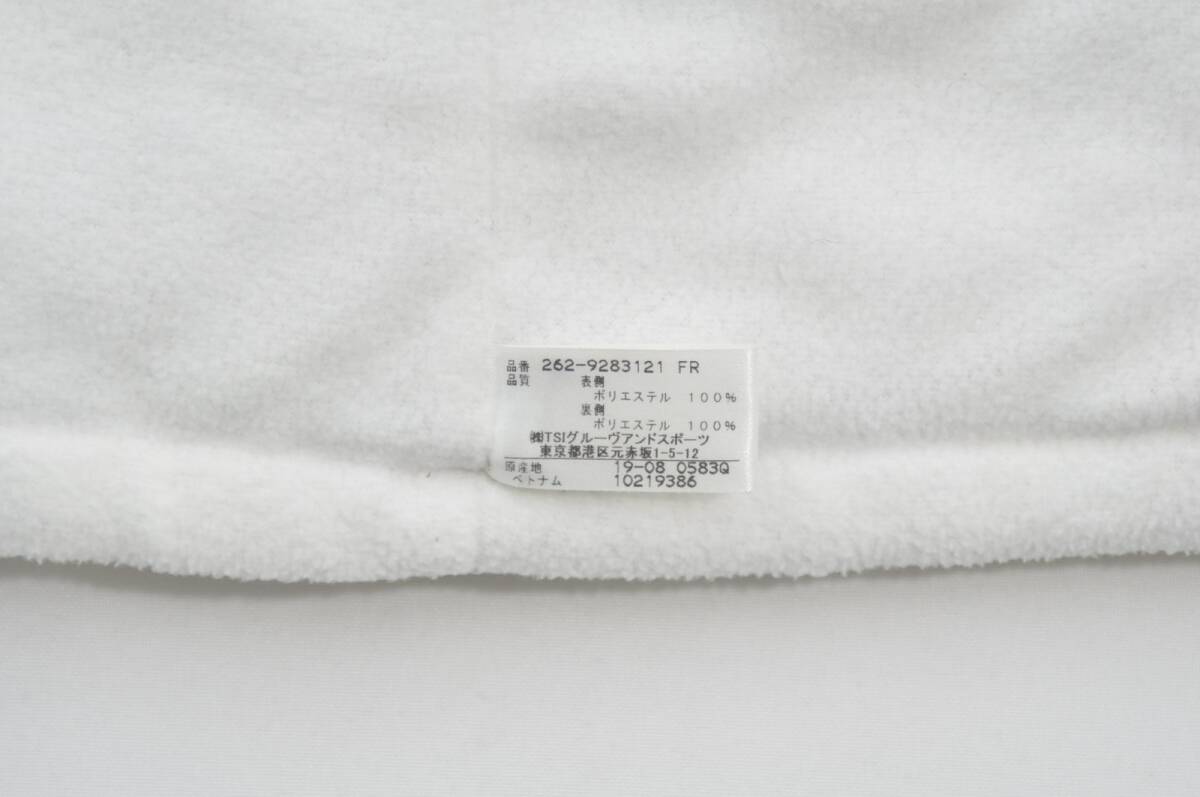 品番 262-9283121 FR
品質 表側
ポリエステル 100%
裏側
ポリエステル 100%
㈱TSIグルーヴアンドスポーツ
東京都港区元赤坂1-5-12
原産地 19-08 0583Q
ベトナム 10219386